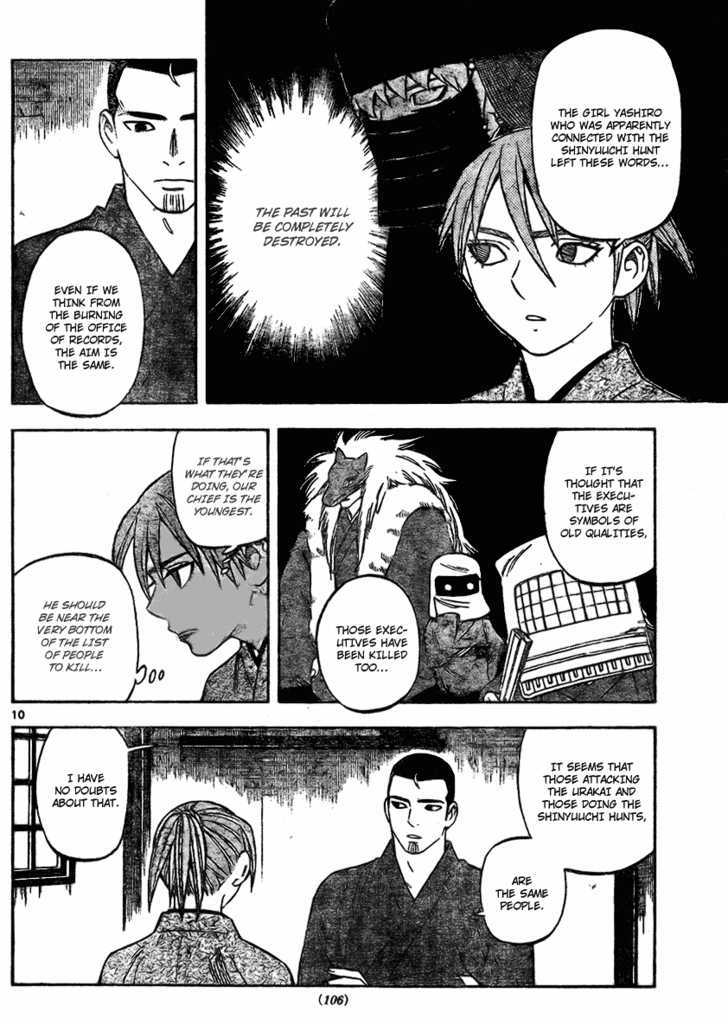 THE GIRL YASHIRO
WHO WAS APPARENTLY
CONNECTED WITH THE
SHINYUUCHI HUNT
LEFT THESE WORDS...
THE PAST WILL
BE COMPLETELY
DESTROYED.
EVEN IF WE
THINK FROM
THE BURNING
OF THE OFFICE
OF RECORDS,
THE AIM IS
THE SAME.
IF IT'S
THOUGHT THAT
THE EXECU-
TIVES ARE
SYMBOLS OF
OLD QUALITIES,
THOSE EXEC-
UTIVES HAVE
BEEN KILLED
TOO...
IF THAT'S
WHAT THEY'RE
DOING, OUR
CHIEF IS THE
YOUNGEST.
HE SHOULD
BE NEAR THE
VERY BOTTOM
OF THE LIST
OF PEOPLE
TO KILL...
10
IT SEEMS THAT
THOSE ATTACKING
THE URAKAI AND
THOSE DOING THE
SHINYUUCHI HUNTS,
ARE
THE SAME
PEOPLE.
I HAVE
NO DOUBTS
ABOUT THAT.
(106)